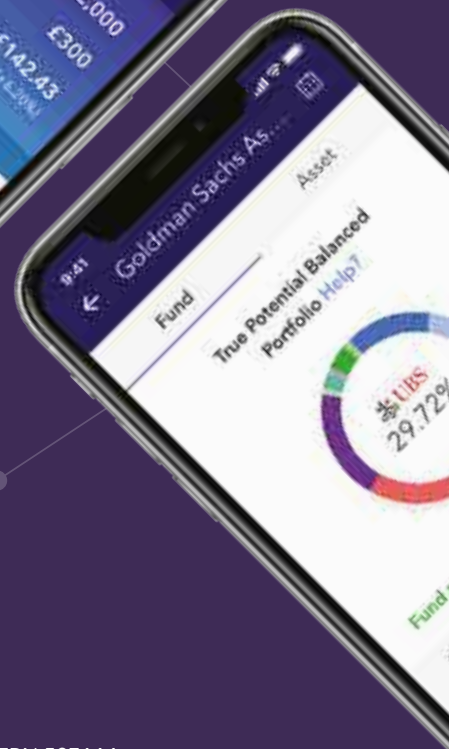 £300
£142.43
9:41
Goldman Sachs As...
Fund
Asset
True Potential Balanced
Portfolio Help?
UBS
29.72%
Fund